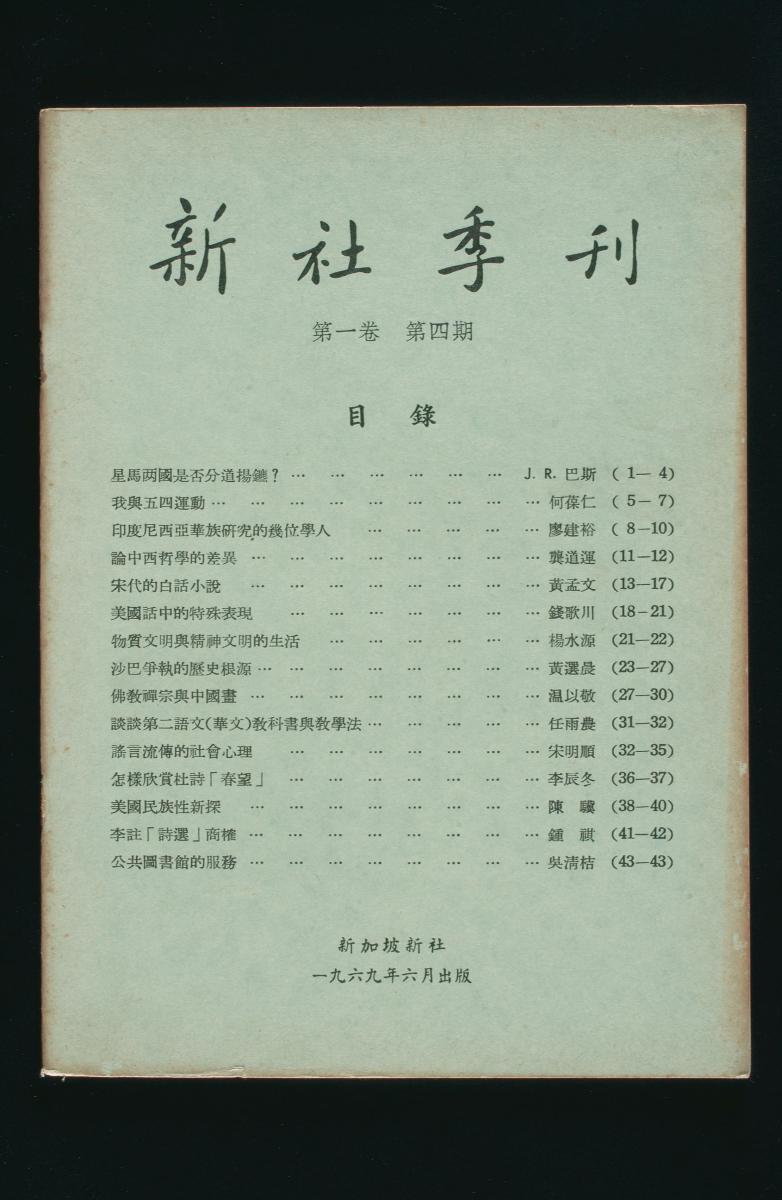 新社季刊
第一卷 第四期
目錄
星馬两國是否分道揚鑣？ … … … … … … J. R. 巴斯 ( 1— 4)
我與五四運動 … … … … … … … … … 何葆仁 ( 5— 7)
印度尼西亞華族研究的幾位學人 … … … … … 廖建裕 ( 8—10)
論中西哲學的差異 … … … … … … … … 龔道運 (11—12)
宋代的白話小說 … … … … … … … … 黃孟文 (13—17)
美國話中的特殊表現 … … … … … … … 錢歌川 (18—21)
物質文明與精神文明的生活 … … … … … … 楊水源 (21—22)
沙巴爭執的歷史根源 … … … … … … … … 黃選晨 (23—27)
佛教禪宗與中國畫 … … … … … … … … 温以敬 (27—30)
談談第二語文(華文)教科書與教學法 … … … … … 任雨農 (31—32)
謠言流傳的社會心理 … … … … … … … 宋明順 (32—35)
怎樣欣賞杜詩「春望」 … … … … … … … 李辰冬 (36—37)
美國民族性新探 … … … … … … … … 陳驥 (38—40)
李註「詩選」商榷 … … … … … … … … 鍾祺 (41—42)
公共圖書館的服務 … … … … … … … … 吳清桔 (43—43)
新加坡新社
一九六九年六月出版